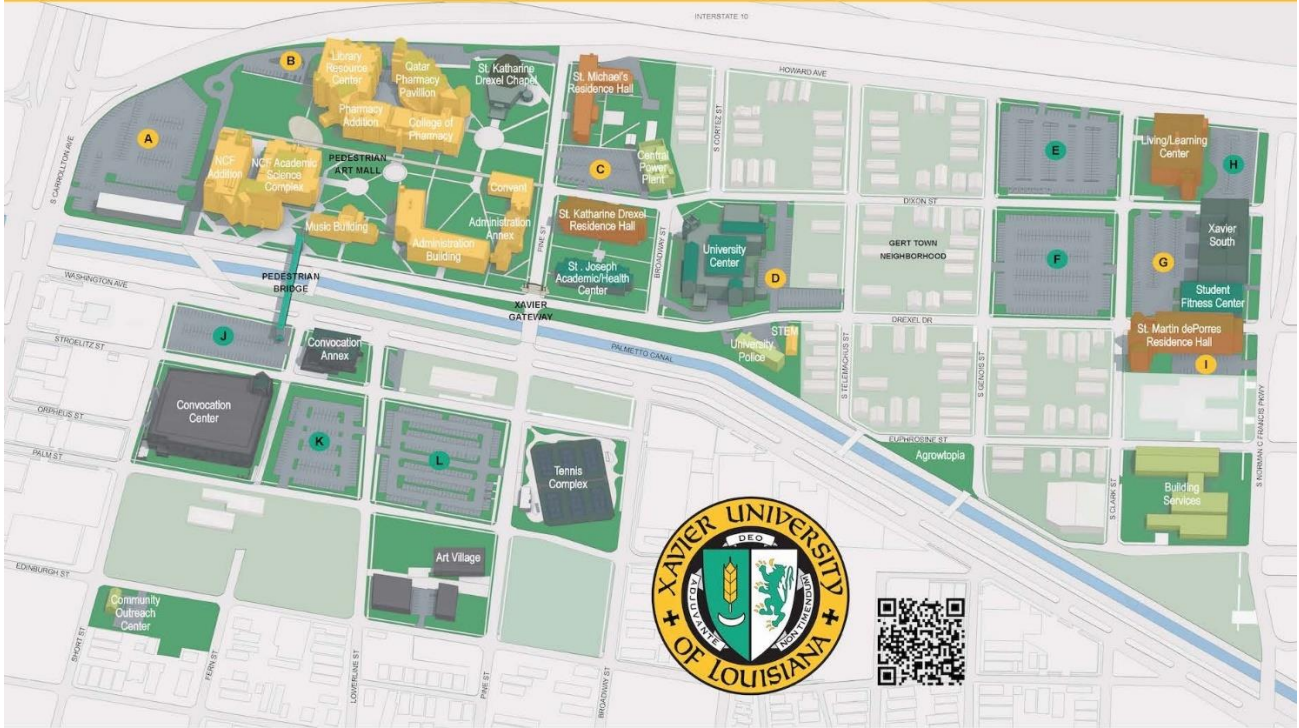 INTERSTATE 10
HOWARD AVE
B
Library
Resource
Center
Qatar
Pharmacy
Pavillion
St. Katharine
Drexel Chapel
St. Michael's
Residence Hall
S CORTEZ ST
Pharmacy
Addition
College of
Pharmacy
A
S CARROLLTON AVE
NCF
Addition
NCF Academic
Science
Complex
PEDESTRIAN
ART MALL
C
Central
Power
Plant
E
Living/Learning
Center
H
Convent
Music Building
Administration
Building
Administration
Annex
PINE ST
St. Katharine Drexel
Residence Hall
BROADWAY ST
DIXON ST
University
Center
GERT TOWN
NEIGHBORHOOD
F
G
Xavier
South
Student
Fitness Center
St. Joseph
Academic/Health
Center
D
WASHINGTON AVE
PEDESTRIAN
BRIDGE
XAVIER
GATEWAY
DREXEL DR
STEM
University
Police
St. Martin dePorres
Residence Hall
I
J
STROELITZ ST
Convocation
Annex
PALMETTO CANAL
S TELEMACHUS ST
S GENOIS ST
S NORMAN C FRANCIS PKWY
Convocation
Center
ORPHEUS ST
PALM ST
K
L
Tennis
Complex
EUPHROSINE ST
Agrowtopia
S CLARK ST
Building
Services
Art Village
EDINBURGH ST
Community
Outreach
Center
SHORT ST
FERN ST
LOWERLINE ST
PINE ST
BROADWAY ST
XAVIER UNIVERSITY
OF LOUISIANA
DEO
ADJUVANTE
NONTIMENDUM